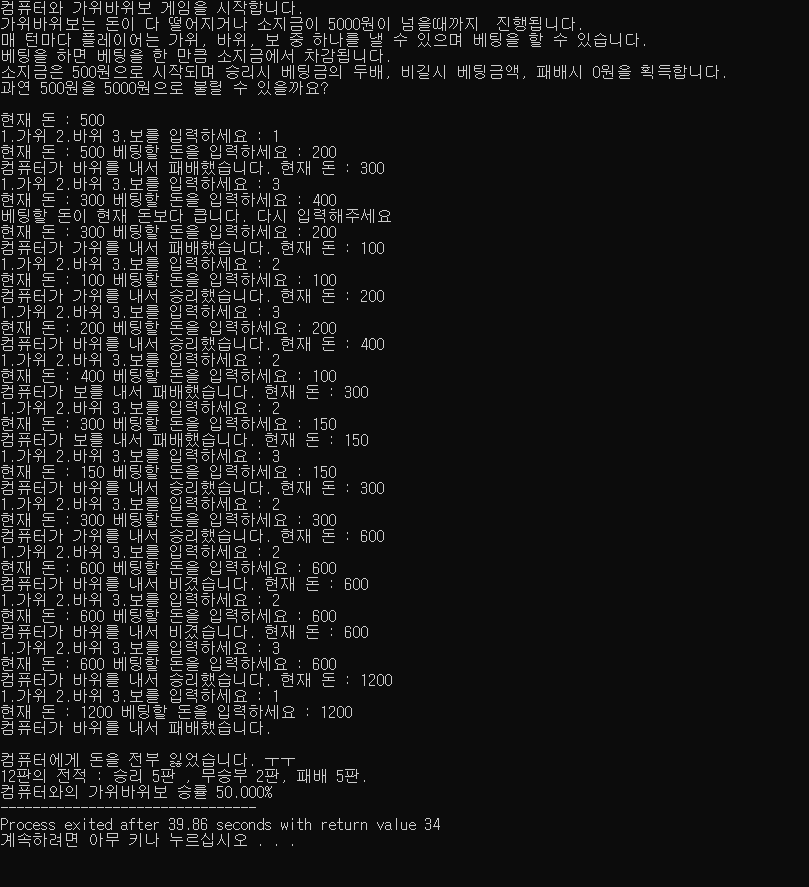 컴퓨터와 가위바위보 게임을 시작합니다.
가위바위보는 돈이 다 떨어지거나 소지금이 5000원이 넘을때까지  진행됩니다.
매 턴마다 플레이어는 가위, 바위, 보 중 하나를 낼 수 있으며 베팅을 할 수 있습니다.
베팅을 하면 베팅을 한 만큼 소지금에서 차감됩니다.
소지금은 500원으로 시작되며 승리시 베팅금의 두배, 비길시 베팅금액, 패배시 0원을 획득합니다.
과연 500원을 5000원으로 불릴 수 있을까요?

현재 돈 : 500
1.가위 2.바위 3.보를 입력하세요 : 1
현재 돈 : 500 베팅할 돈을 입력하세요 : 200
컴퓨터가 바위를 내서 패배했습니다. 현재 돈 : 300
1.가위 2.바위 3.보를 입력하세요 : 3
현재 돈 : 300 베팅할 돈을 입력하세요 : 400
베팅할 돈이 현재 돈보다 큽니다. 다시 입력해주세요
현재 돈 : 300 베팅할 돈을 입력하세요 : 200
컴퓨터가 가위를 내서 패배했습니다. 현재 돈 : 100
1.가위 2.바위 3.보를 입력하세요 : 2
현재 돈 : 100 베팅할 돈을 입력하세요 : 100
컴퓨터가 가위를 내서 승리했습니다. 현재 돈 : 200
1.가위 2.바위 3.보를 입력하세요 : 3
현재 돈 : 200 베팅할 돈을 입력하세요 : 200
컴퓨터가 바위를 내서 승리했습니다. 현재 돈 : 400
1.가위 2.바위 3.보를 입력하세요 : 2
현재 돈 : 400 베팅할 돈을 입력하세요 : 100
컴퓨터가 보를 내서 패배했습니다. 현재 돈 : 300
1.가위 2.바위 3.보를 입력하세요 : 2
현재 돈 : 300 베팅할 돈을 입력하세요 : 150
컴퓨터가 보를 내서 패배했습니다. 현재 돈 : 150
1.가위 2.바위 3.보를 입력하세요 : 3
현재 돈 : 150 베팅할 돈을 입력하세요 : 150
컴퓨터가 바위를 내서 승리했습니다. 현재 돈 : 300
1.가위 2.바위 3.보를 입력하세요 : 2
현재 돈 : 300 베팅할 돈을 입력하세요 : 300
컴퓨터가 가위를 내서 승리했습니다. 현재 돈 : 600
1.가위 2.바위 3.보를 입력하세요 : 2
현재 돈 : 600 베팅할 돈을 입력하세요 : 600
컴퓨터가 바위를 내서 비겼습니다. 현재 돈 : 600
1.가위 2.바위 3.보를 입력하세요 : 2
현재 돈 : 600 베팅할 돈을 입력하세요 : 600
컴퓨터가 바위를 내서 비겼습니다. 현재 돈 : 600
1.가위 2.바위 3.보를 입력하세요 : 3
현재 돈 : 600 베팅할 돈을 입력하세요 : 600
컴퓨터가 바위를 내서 승리했습니다. 현재 돈 : 1200
1.가위 2.바위 3.보를 입력하세요 : 1
현재 돈 : 1200 베팅할 돈을 입력하세요 : 1200
컴퓨터가 바위를 내서 패배했습니다.

컴퓨터에게 돈을 전부 잃었습니다. ㅜㅜ
12판의 전적 : 승리 5판 , 무승부 2판, 패배 5판.
컴퓨터와의 가위바위보 승률 50.000%
--------------------------------
Process exited after 39.86 seconds with return value 34
계속하려면 아무 키나 누르십시오 . . .